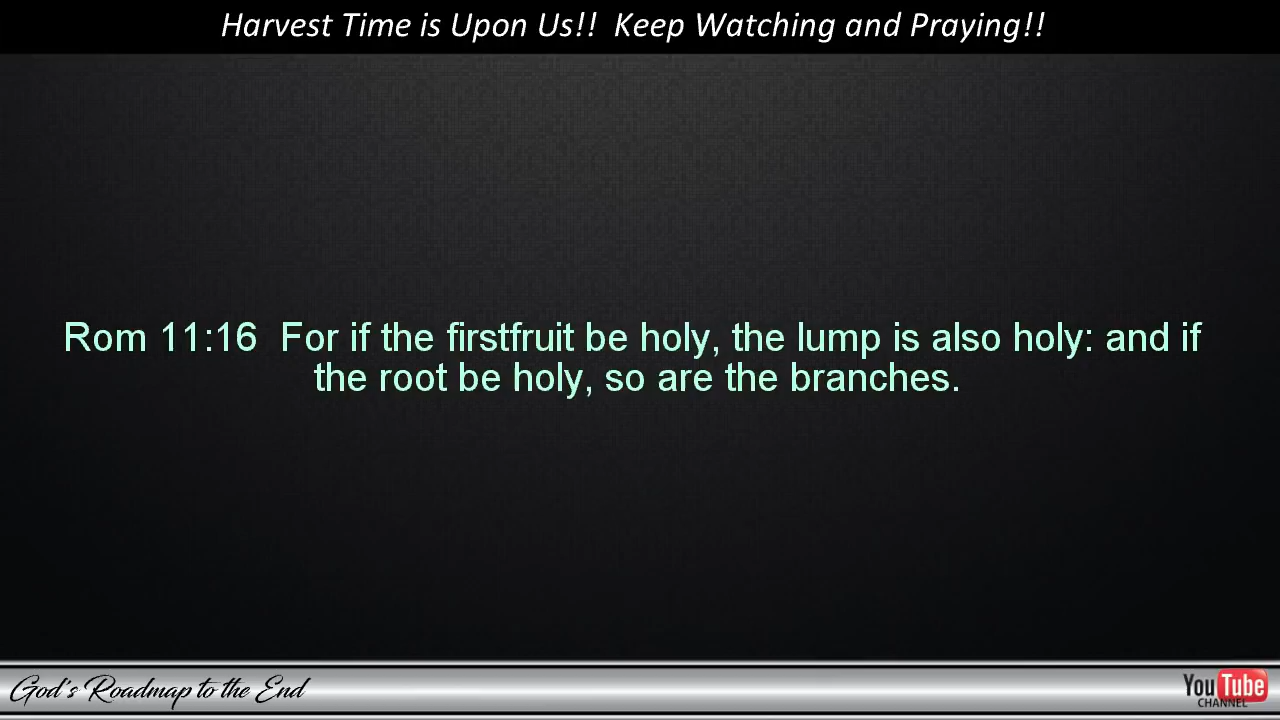 Harvest Time is Upon Us!!  Keep Watching and Praying!!
Rom 11:16  For if the firstfruit be holy, the lump is also holy: and if
the root be holy, so are the branches.
God's Roadmap to the End
YouTube
CHANNEL